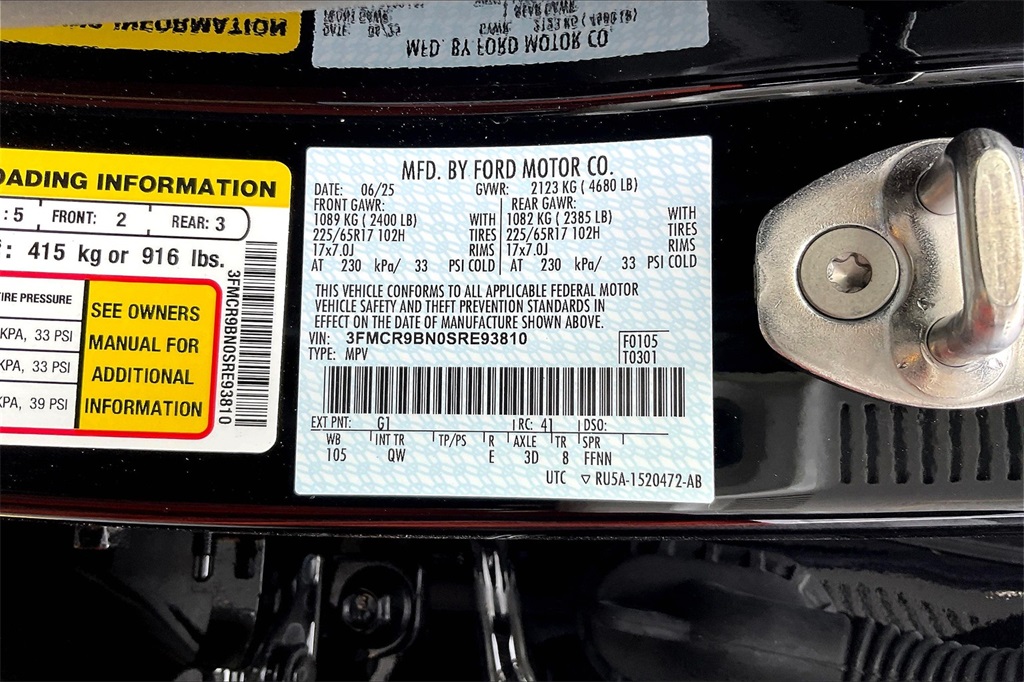 OADING INFORMATION
: 5 FRONT: 2 REAR: 3
: 415 kg or 916 lbs.
IRE PRESSURE
KPA, 33 PSI
KPA, 33 PSI
KPA, 39 PSI
SEE OWNERS
MANUAL FOR
ADDITIONAL
INFORMATION
3FMCR9BN0SRE93810
MFD. BY FORD MOTOR CO.
DATE: 06/25 GVWR: 2123 KG ( 4680 LB)
FRONT GAWR: REAR GAWR:
1089 KG (2400 LB) WITH 1082 KG ( 2385 LB) WITH
225/65R17 102H TIRES 225/65R17 102H TIRES
17x7.0J RIMS 17x7.0J RIMS
AT 230 kPa/ 33 PSI COLD AT 230 kPa/ 33 PSI COLD
THIS VEHICLE CONFORMS TO ALL APPLICABLE FEDERAL MOTOR
VEHICLE SAFETY AND THEFT PREVENTION STANDARDS IN
EFFECT ON THE DATE OF MANUFACTURE SHOWN ABOVE.
VIN: 3FMCR9BN0SRE93810 F0105
TYPE: MPV T0301
EXT PNT: G1 RC: 41 DSO:
WB INT TR TP/PS R AXLE TR SPR
105 QW E 3D 8 FFNN
UTC ▽ RU5A-1520472-AB